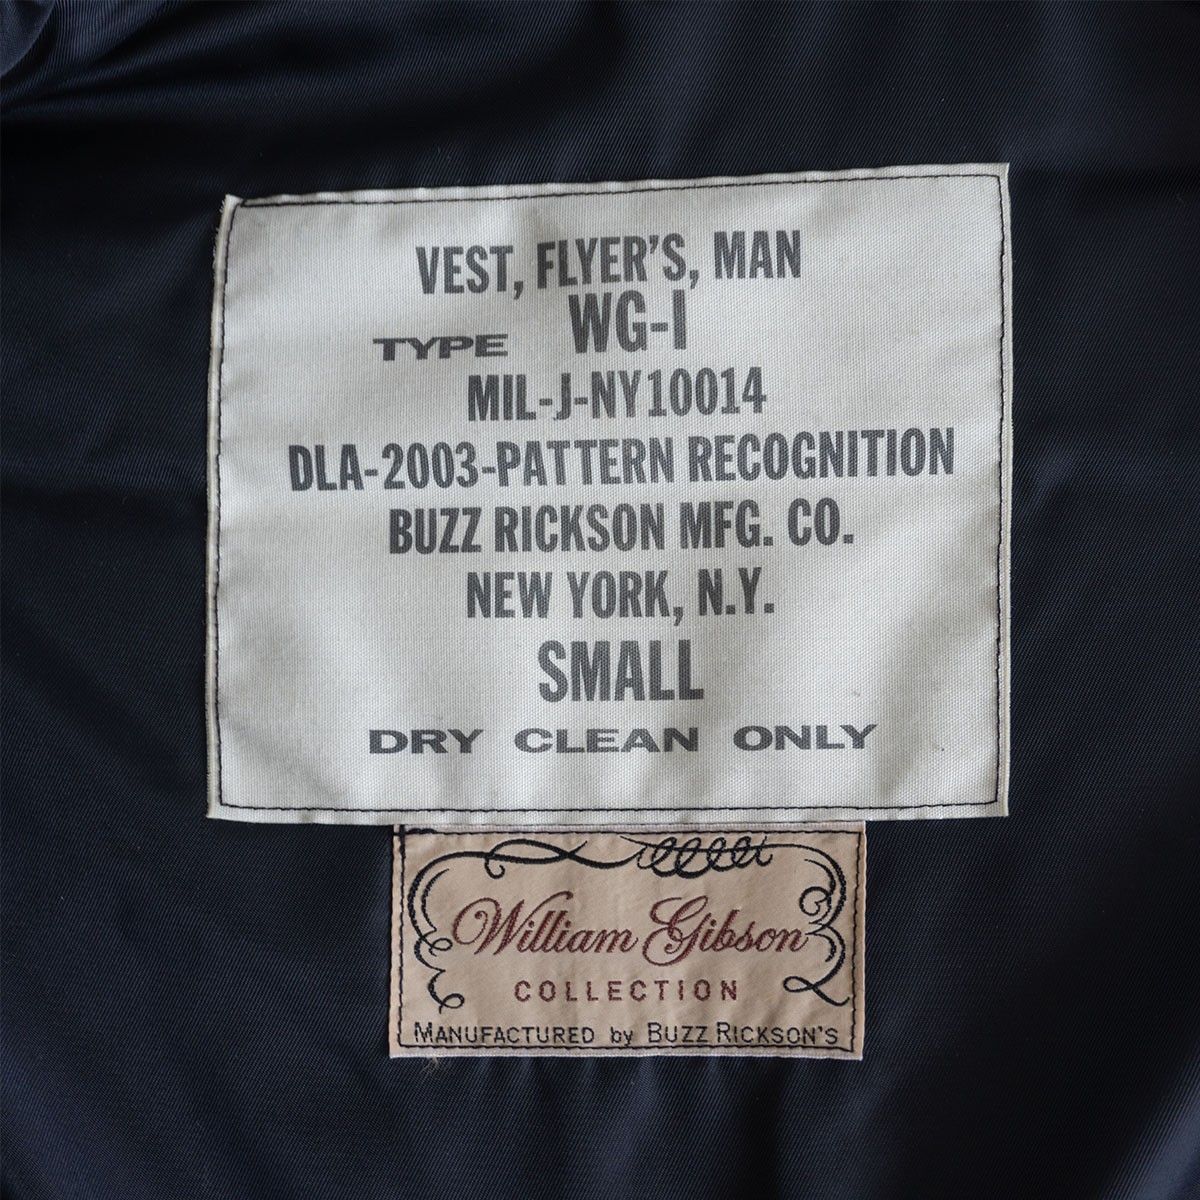 VEST, FLYER'S, MAN
TYPE WG-1
MIL-J-NY10014
DLA-2003-PATTERN RECOGNITION
BUZZ RICKSON MFG. CO.
NEW YORK, N.Y.
SMALL
DRY CLEAN ONLY
William Gibson
COLLECTION
MANUFACTURED by BUZZ RICKSON'S